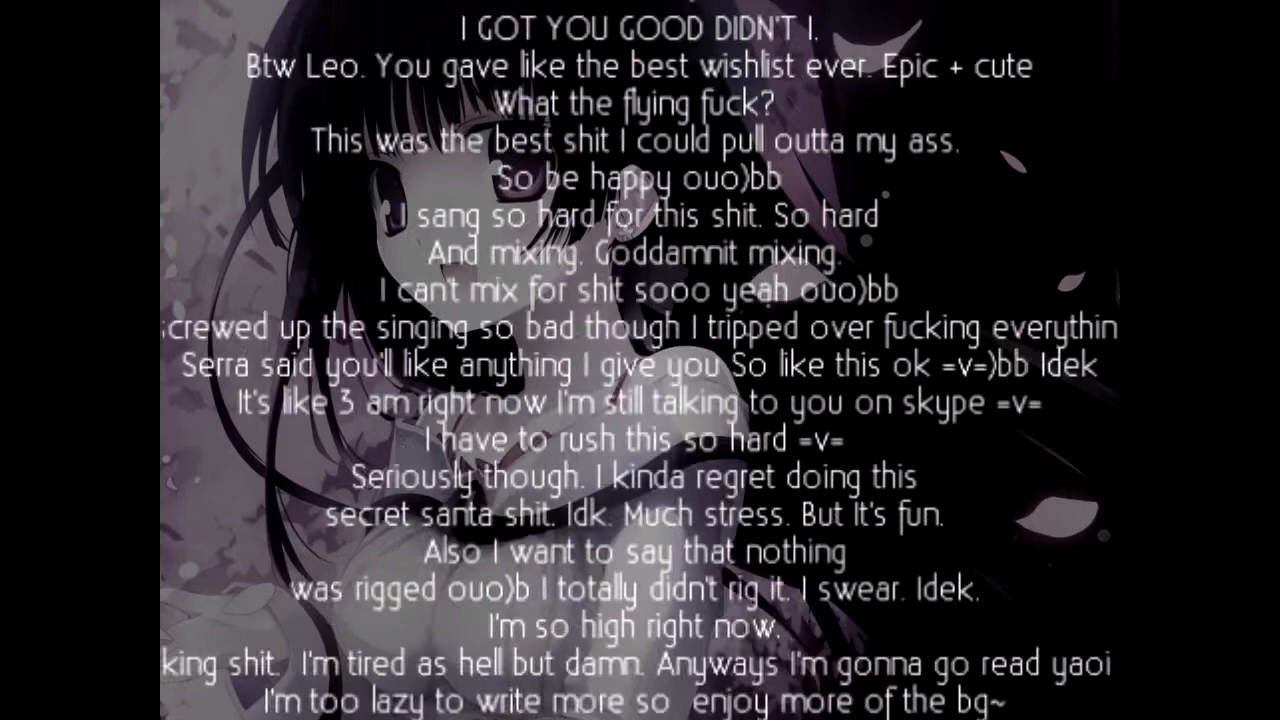 I GOT YOU GOOD DIDN'T I.
Btw Leo. You gave like the best wishlist ever. Epic + cute
What the flying fuck?
This was the best shit I could pull outta my ass.
So be happy ouo)bb
I sang so hard for this shit. So hard
And mixing. Goddamnit mixing.
I can't mix for shit sooo yeah ouo)bb
screwed up the singing so bad though I tripped over fucking everythin
Serra said you'll like anything I give you So like this ok =v=)bb Idek
It's like 3 am right now I'm still talking to you on skype =v=
I have to rush this so hard =v=
Seriously though. I kinda regret doing this
secret santa shit. Idk. Much stress. But It's fun.
Also I want to say that nothing
was rigged ouo)b I totally didn't rig it. I swear. Idek.
I'm so high right now.
king shit. I'm tired as hell but damn. Anyways I'm gonna go read yaoi
I'm too lazy to write more so enjoy more of the bg~